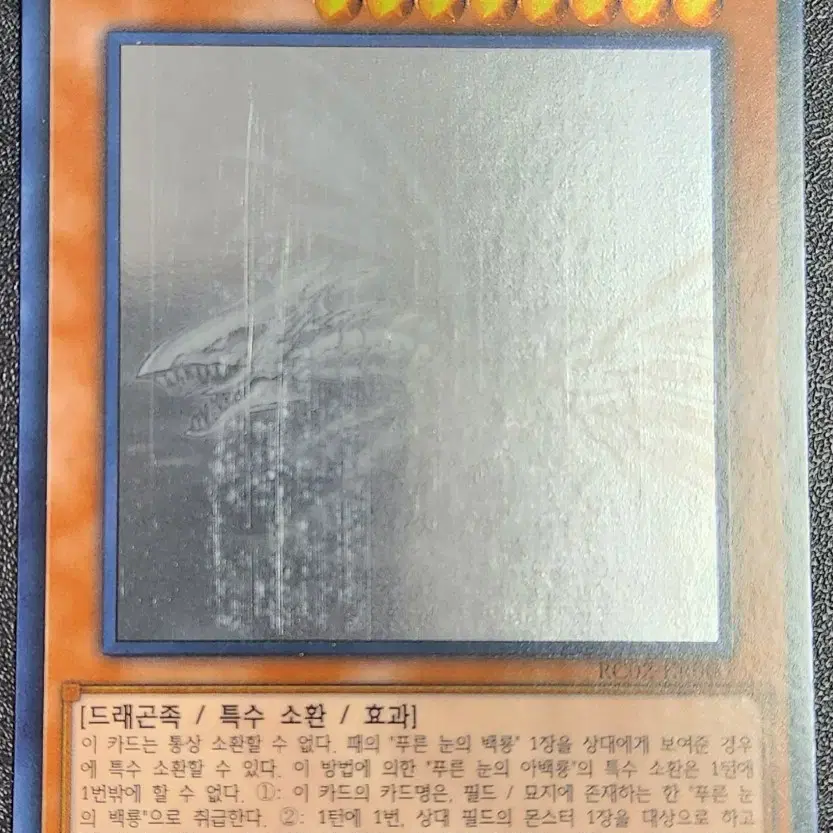 [드래곤족 / 특수 소환 / 효과]
이 카드는 통상 소환할 수 없다. 패의 "푸른 눈의 백룡" 1장을 상대에게 보여준 경우
에 특수 소환할 수 있다. 이 방법에 의한 "푸른 눈의 아백룡"의 특수 소환은 1턴에
1번밖에 할 수 없다. ①: 이 카드의 카드명은, 필드 / 묘지에 존재하는 한 "푸른 눈
의 백룡"으로 취급한다. ②: 1턴에 1번, 상대 필드의 몬스터 1장을 대상으로 하고